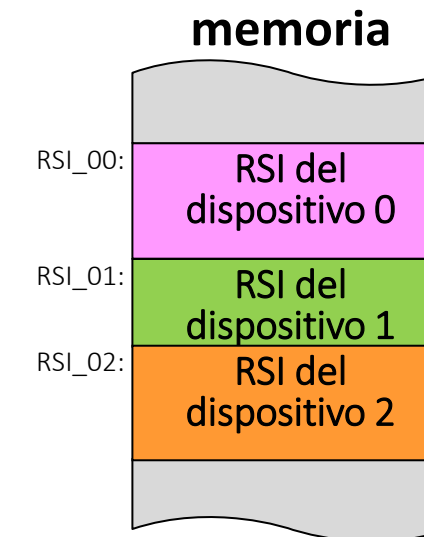 memoria
RSI_00:
RSI del
dispositivo 0
RSI_01:
RSI del
dispositivo 1
RSI_02:
RSI del
dispositivo 2